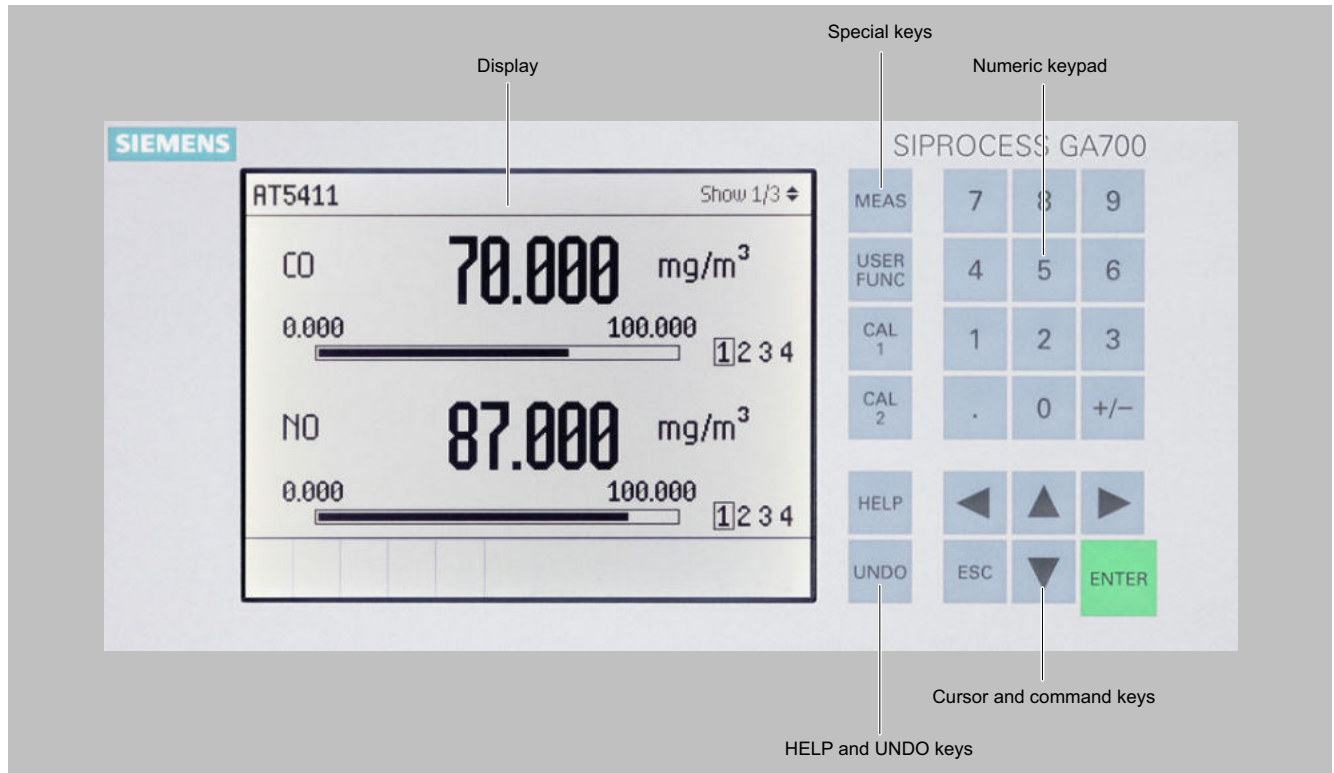 Special keys
Display
Numeric keypad
SIEMENS
SIPROCESS GA700
AT5411
Show 1/3
CO 70.000 mg/m³
0.000 100.000
1 2 3 4
NO 87.000 mg/m³
0.000 100.000
1 2 3 4
MEAS 7 8 9
USER
FUNC 4 5 6
CAL
1 1 2 3
CAL
2 . 0 +/−
HELP
UNDO ESC ENTER
Cursor and command keys
HELP and UNDO keys